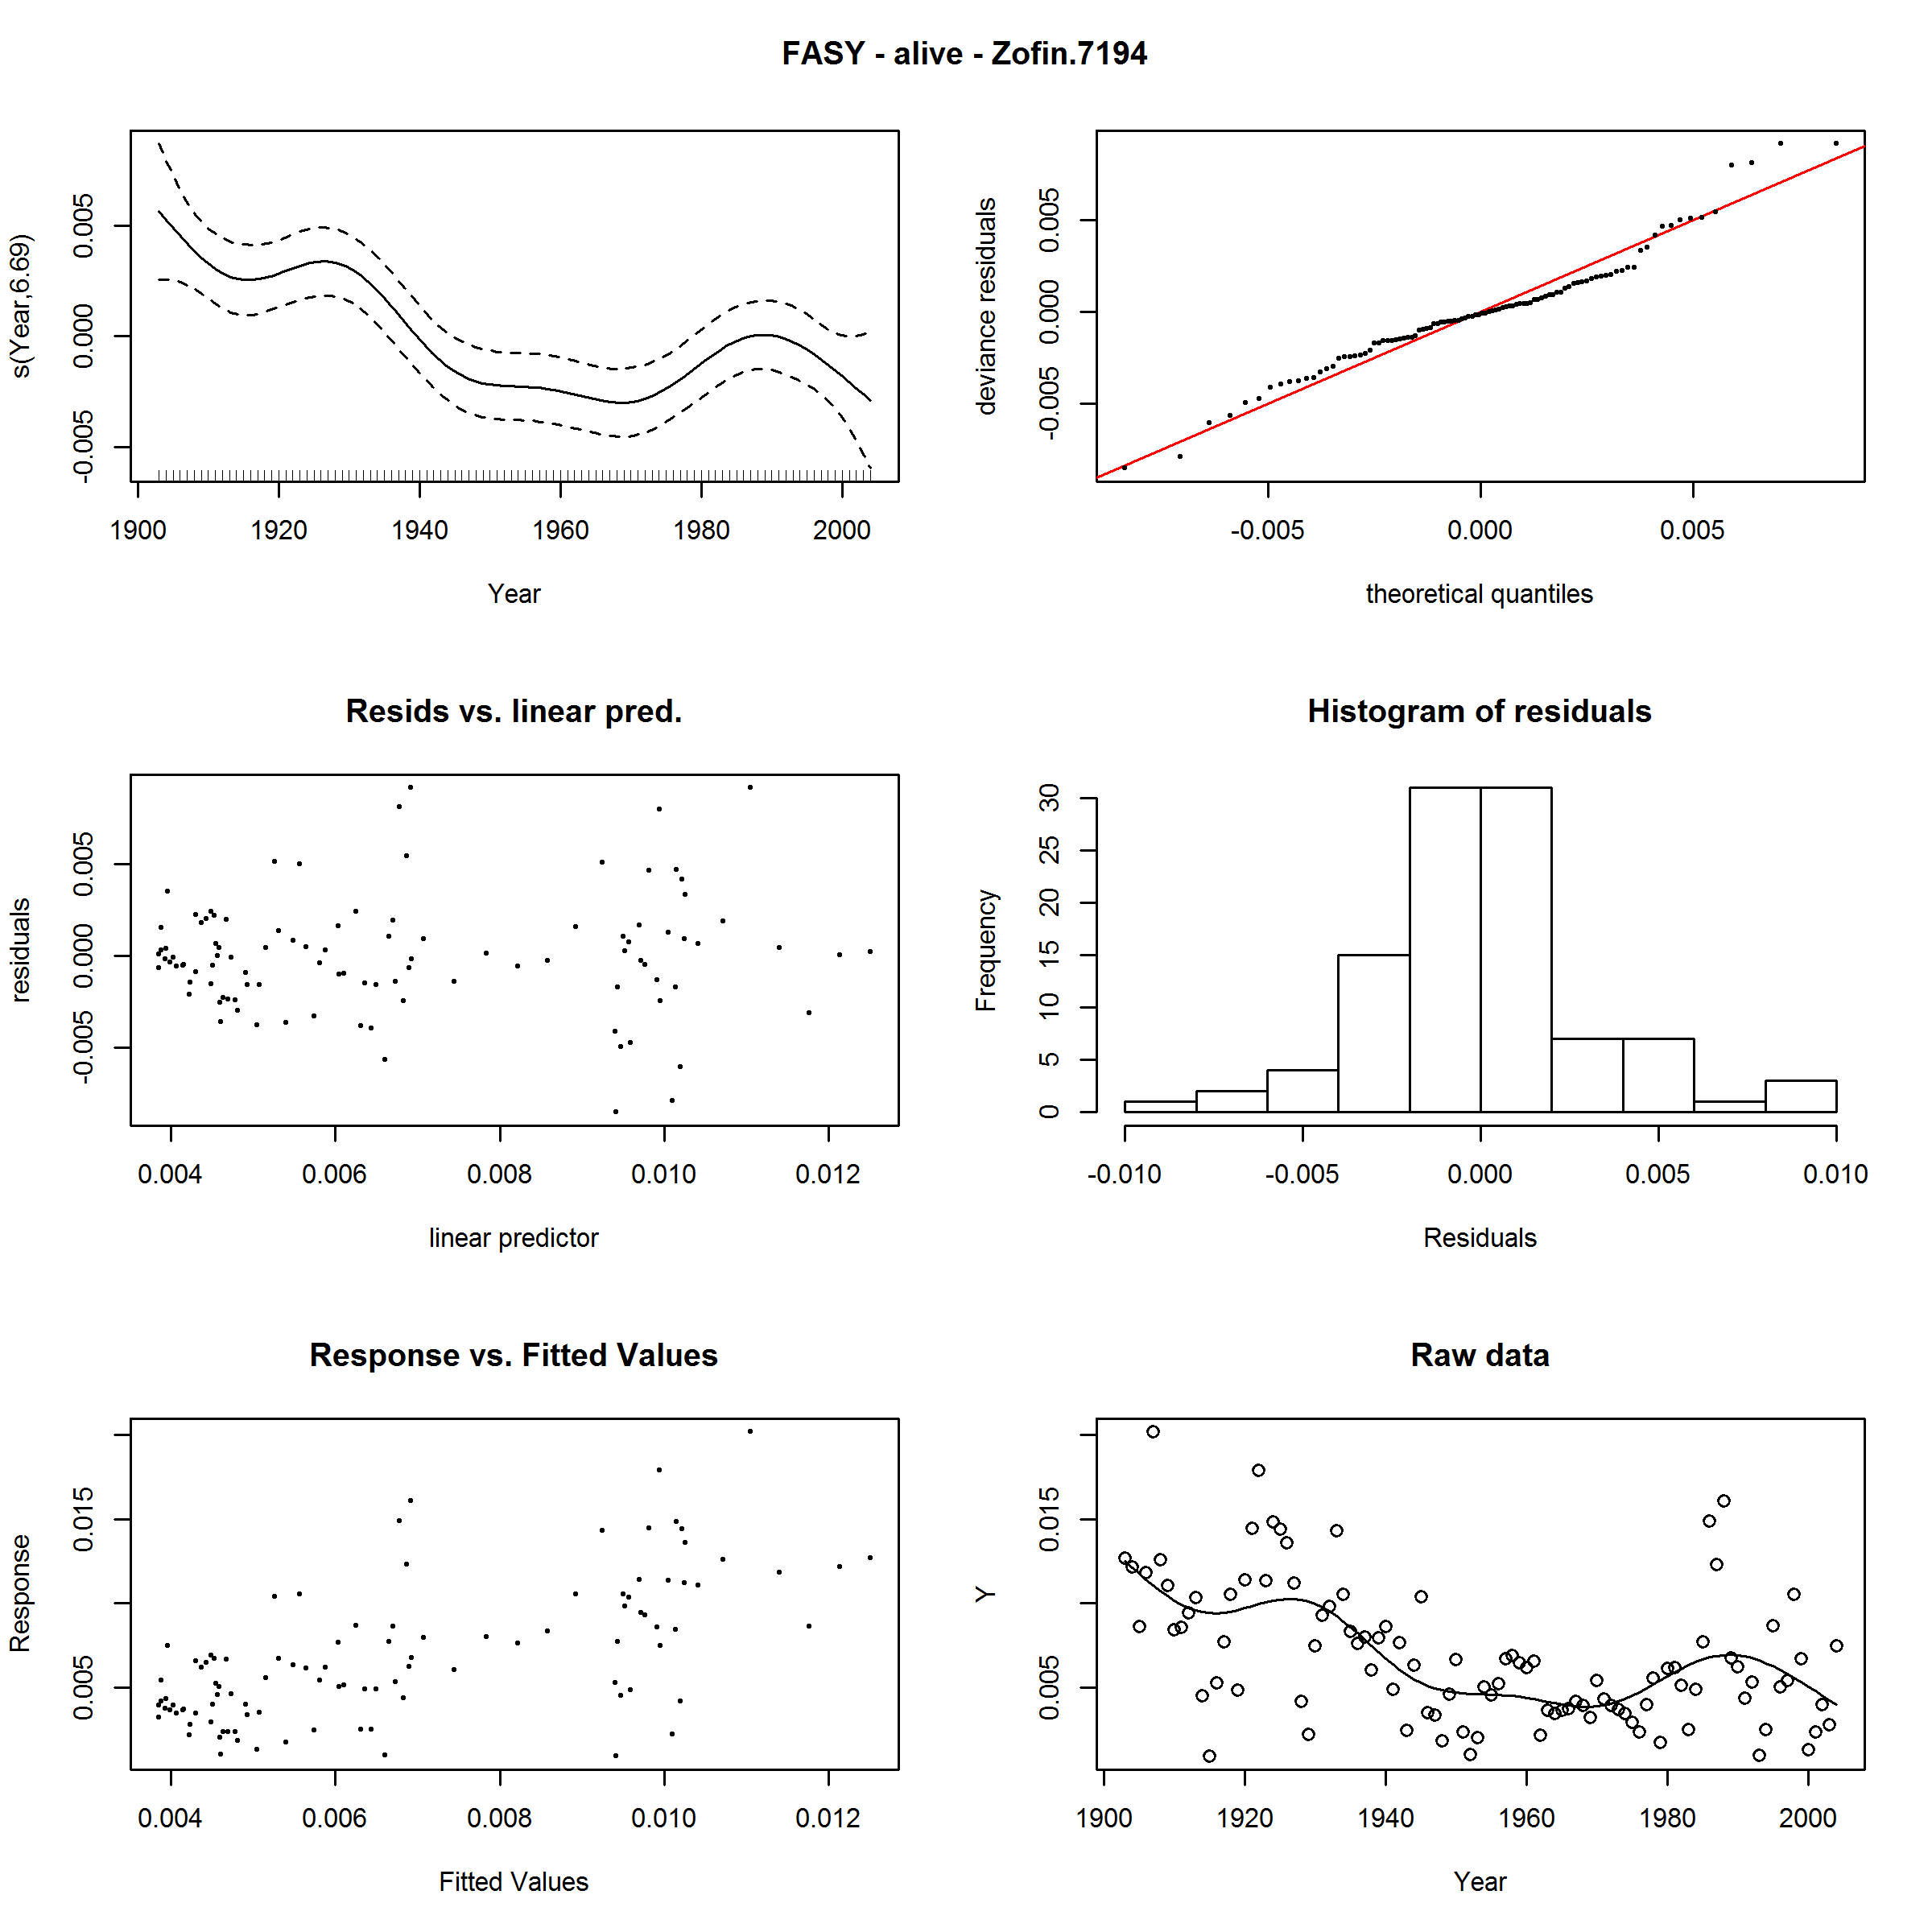 FASY - alive - Zofin.7194
s(Year,6.69)
0.005
0.000
-0.005
1900 1920 1940 1960 1980 2000
Year
deviance residuals
0.005
0.000
-0.005
-0.005 0.000 0.005
theoretical quantiles
Resids vs. linear pred.
residuals
0.005
0.000
-0.005
0.004 0.006 0.008 0.010 0.012
linear predictor
Histogram of residuals
Frequency
30
25
20
15
10
5
0
-0.010 -0.005 0.000 0.005 0.010
Residuals
Response vs. Fitted Values
Response
0.015
0.005
0.004 0.006 0.008 0.010 0.012
Fitted Values
Raw data
Y
0.015
0.005
1900 1920 1940 1960 1980 2000
Year